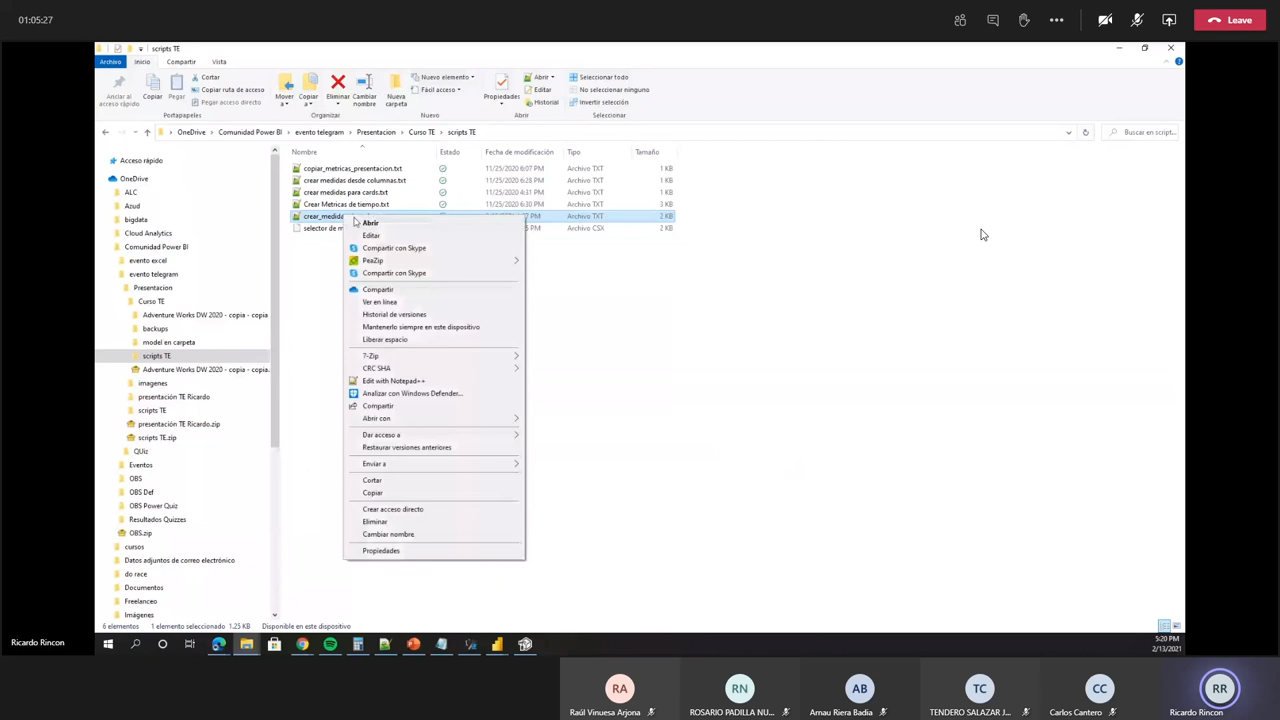 01:05:27
Leave
scripts TE
Archivo
Inicio
Compartir
Vista
Anclar al acceso rápido
Copiar
Pegar
Cortar
Copiar ruta de acceso
Pegar acceso directo
Portapapeles
Mover a
Copiar a
Eliminar
Cambiar nombre
Organizar
Nueva carpeta
Nuevo elemento
Fácil acceso
Nuevo
Propiedades
Abrir
Editar
Historial
Abrir
Seleccionar todo
No seleccionar ninguno
Invertir selección
Seleccionar
OneDrive > Comunidad Power BI > evento telegram > Presentacion > Curso TE > scripts TE
Buscar en script...
Acceso rápido
OneDrive
ALC
Azud
bigdata
Cloud Analytics
Comunidad Power BI
evento excel
evento telegram
Presentacion
Curso TE
Adventure Works DW 2020 - copia - copia
backups
model en carpeta
scripts TE
Adventure Works DW 2020 - copia - copia.
imagenes
presentación TE Ricardo
scripts TE
presentación TE Ricardo.zip
scripts TE.zip
QUiz
Eventos
OBS
OBS Def
OBS Power Quiz
Resultados Quizzes
OBS.zip
cursos
Datos adjuntos de correo electrónico
do race
Documentos
Freelanceo
Imágenes
Nombre Estado Fecha de modificación Tipo Tamaño
copiar_metricas_presentacion.txt 11/25/2020 6:07 PM Archivo TXT 1 KB
crear medidas desde columnas.txt 11/25/2020 6:28 PM Archivo TXT 1 KB
crear medidas para cards.txt 11/25/2020 4:31 PM Archivo TXT 1 KB
Crear Metricas de tiempo.txt 11/25/2020 6:30 PM Archivo TXT 3 KB
crear_medida PM Archivo TXT 2 KB
selector de m PM Archivo CSX 2 KB
Abrir
Editar
Compartir con Skype
PeaZip
Compartir con Skype
Compartir
Ver en línea
Historial de versiones
Mantenerlo siempre en este dispositivo
Liberar espacio
7-Zip
CRC SHA
Edit with Notepad++
Analizar con Windows Defender...
Compartir
Abrir con
Dar acceso a
Restaurar versiones anteriores
Enviar a
Cortar
Copiar
Crear acceso directo
Eliminar
Cambiar nombre
Propiedades
6 elementos 1 elemento seleccionado 1,25 KB Disponible en este dispositivo
5:20 PM
2/13/2021
Ricardo Rincon
RA
Raúl Vinuesa Arjona
RN
ROSARIO PADILLA NU...
AB
Arnau Riera Badia
TC
TENDERO SALAZAR J...
CC
Carlos Cantero
RR
Ricardo Rincon